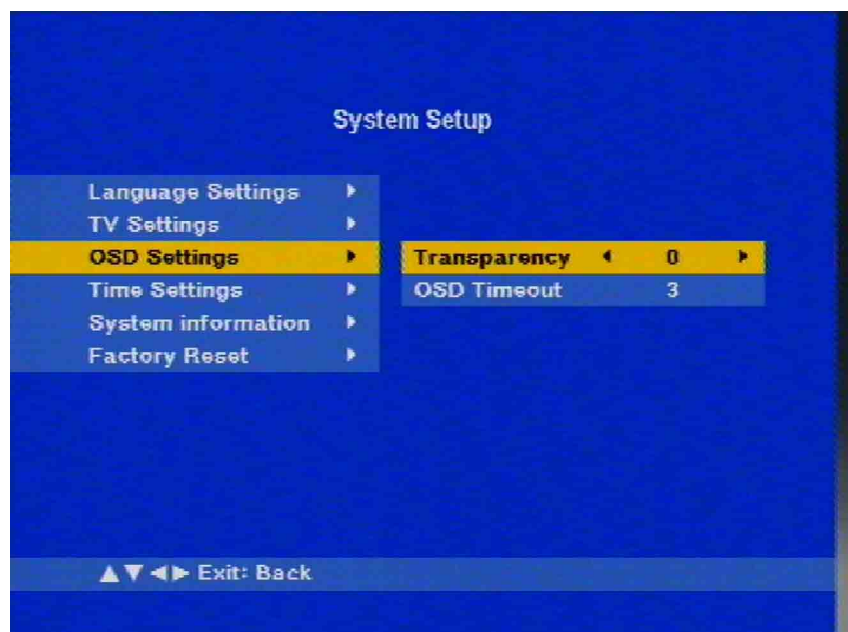 System Setup
Language Settings
TV Settings
OSD Settings
Transparency 0
Time Settings
OSD Timeout 3
System information
Factory Reset
Exit: Back